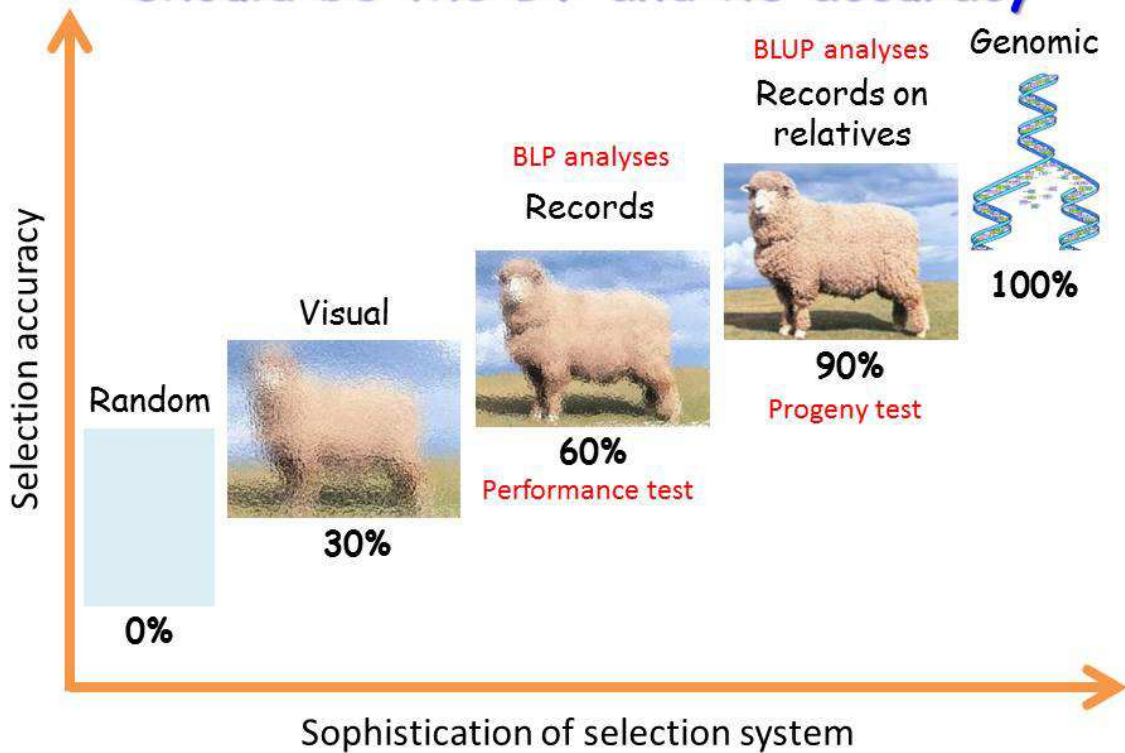 Genomic
BLUP analyses
Records on
relatives
BLP analyses
Records
100%
Visual
90%
Progeny test
Random
60%
Performance test
30%
0%
Selection accuracy
Sophistication of selection system